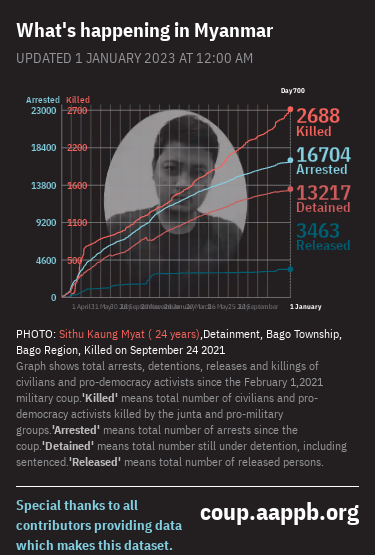 What's happening in Myanmar
UPDATED 1 JANUARY 2023 AT 12:00 AM
Day700
Arrested Killed
23000 2700
2688
Killed
18400 2200
16704
Arrested
13800 1600
13217
Detained
9200 1100
3463
Released
4600 500
0
1 January
PHOTO: Sithu Kaung Myat ( 24 years),Detainment, Bago Township,
Bago Region, Killed on September 24 2021
Graph shows total arrests, detentions, releases and killings of
civilians and pro-democracy activists since the February 1,2021
military coup.'Killed' means total number of civilians and pro-
democracy activists killed by the junta and pro-military
groups.'Arrested' means total number of arrests since the
coup.'Detained' means total number still under detention, including
sentenced.'Released' means total number of released persons.
Special thanks to all
contributors providing data
which makes this dataset.
coup.aappb.org